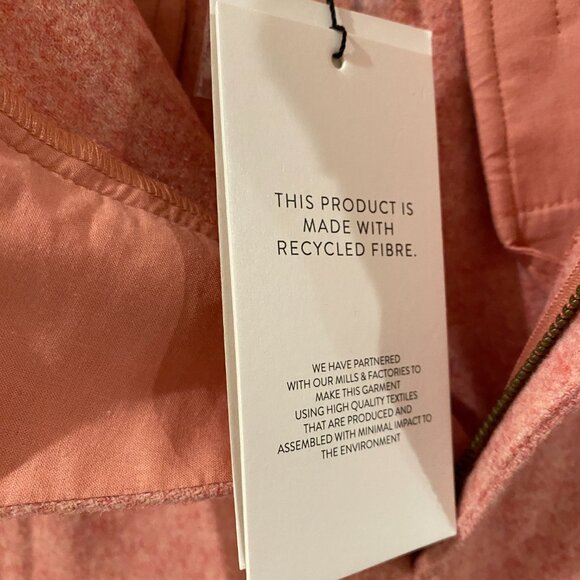 THIS PRODUCT IS
MADE WITH
RECYCLED FIBRE.
WE HAVE PARTNERED
WITH OUR MILLS & FACTORIES TO
MAKE THIS GARMENT
USING HIGH QUALITY TEXTILES
THAT ARE PRODUCED AND
ASSEMBLED WITH MINIMAL IMPACT TO
THE ENVIRONMENT